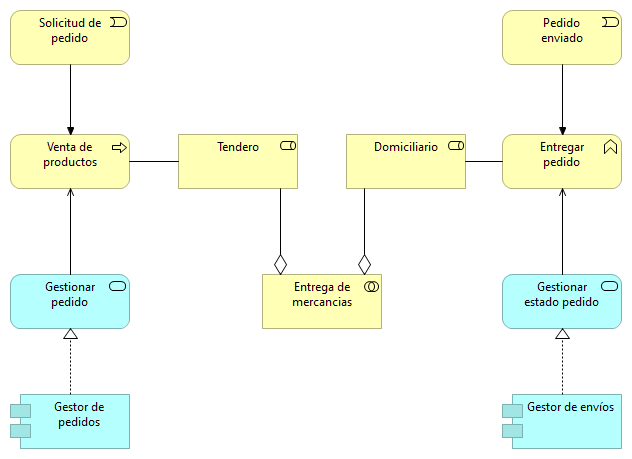 Solicitud de
pedido
Pedido
enviado
Venta de
productos
Tendero
Domiciliario
Entregar
pedido
Gestionar
pedido
Entrega de
mercancias
Gestionar
estado pedido
Gestor de
pedidos
Gestor de envíos